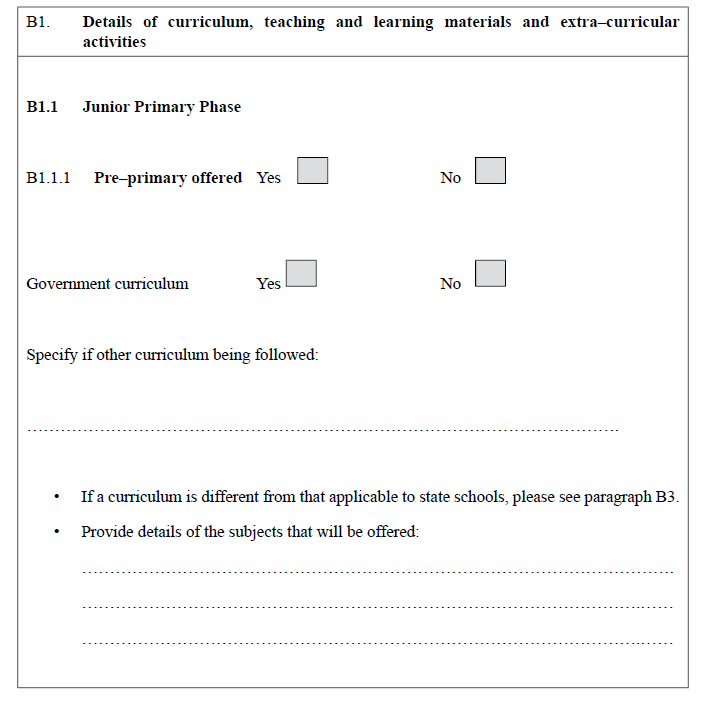 B1. Details of curriculum, teaching and learning materials and extra–curricular
activities
B1.1 Junior Primary Phase
B1.1.1 Pre–primary offered Yes No
Government curriculum Yes No
Specify if other curriculum being followed:
……………………………………………………………………………………………….
• If a curriculum is different from that applicable to state schools, please see paragraph B3.
• Provide details of the subjects that will be offered:
……………………………………………………………………………………………….
……………………………………………………………………………………………….
……………………………………………………………………………………………….